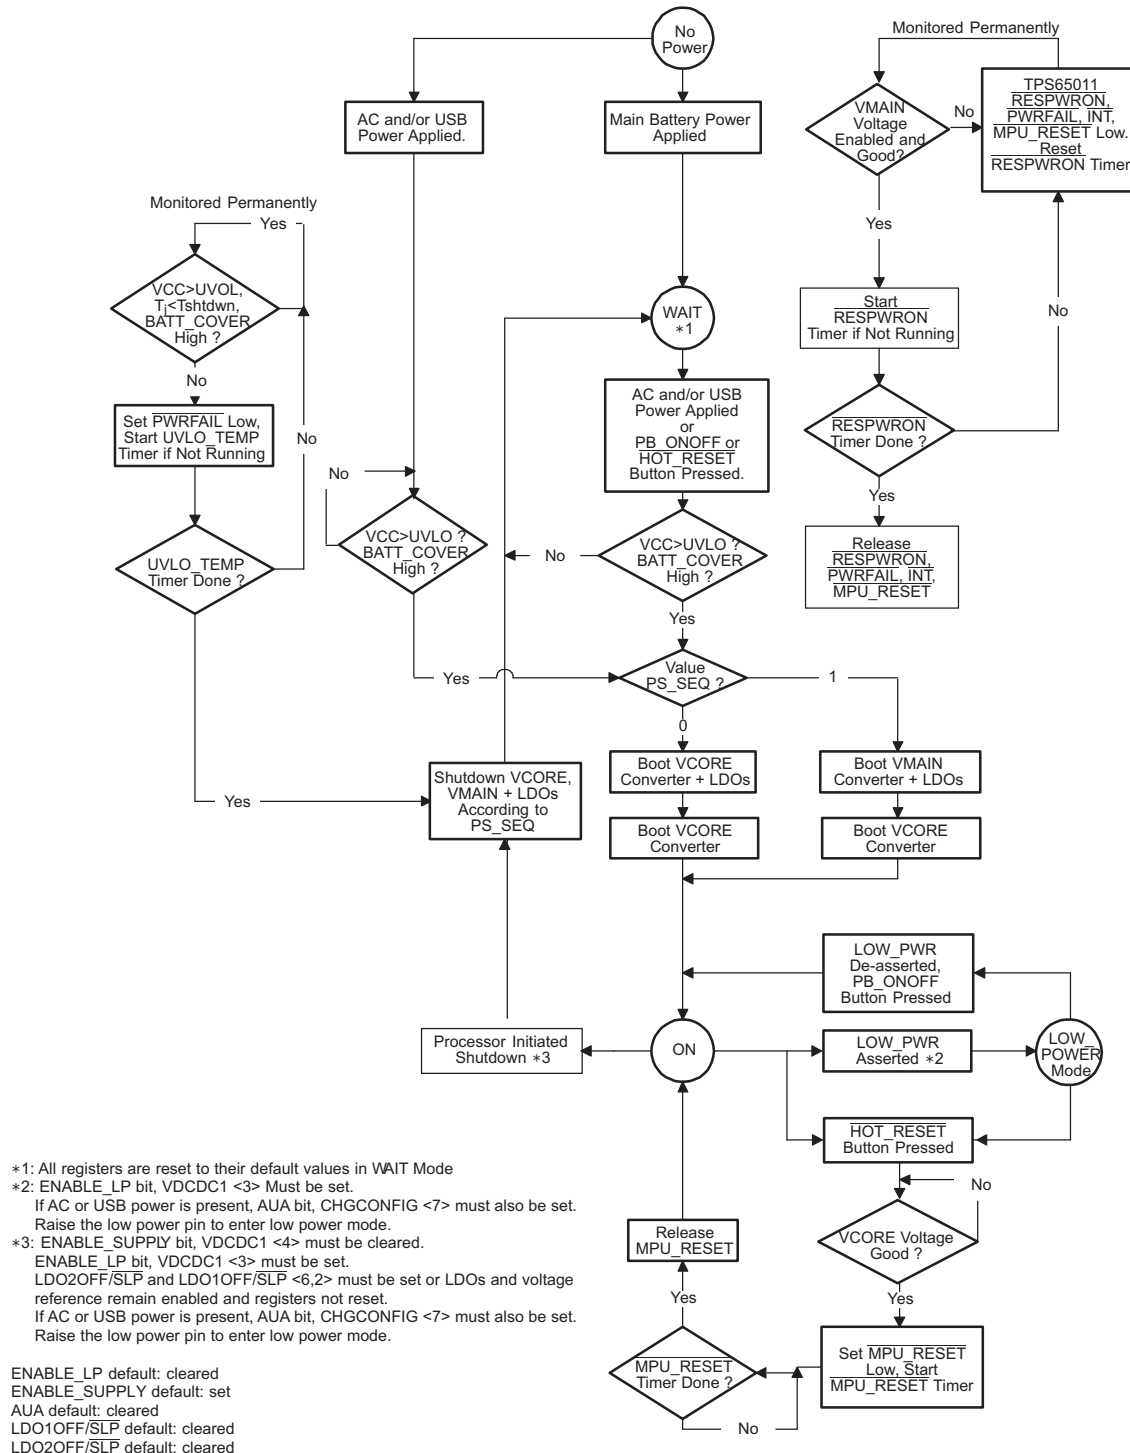 No
Power
Monitored Permanently
AC and/or USB
Power Applied.
Main Battery Power
Applied
VMAIN
Voltage
Enabled and
Good?
No
TPS65011
RESPWRON,
PWRFAIL, INT,
MPU_RESET Low.
Reset
RESPWRON Timer
Monitored Permanently
Yes
VCC>UVOL,
Tj<Tshtdwn,
BATT_COVER
High ?
No
Set PWRFAIL Low,
Start UVLO_TEMP
Timer if Not Running
No
UVLO_TEMP
Timer Done ?
Yes
No
VCC>UVLO ?
BATT_COVER
High ?
Yes
WAIT
*1
AC and/or USB
Power Applied
or
PB_ONOFF or
HOT_RESET
Button Pressed.
No
VCC>UVLO ?
BATT_COVER
High ?
Yes
Yes
Start
RESPWRON
Timer if Not Running
No
RESPWRON
Timer Done ?
Yes
Release
RESPWRON,
PWRFAIL, INT,
MPU_RESET
Value
PS_SEQ ?
1
0
Boot VCORE
Converter + LDOs
Boot VMAIN
Converter + LDOs
Boot VCORE
Converter
Boot VCORE
Converter
Shutdown VCORE,
VMAIN + LDOs
According to
PS_SEQ
LOW_PWR
De-asserted,
PB_ONOFF
Button Pressed
Processor Initiated
Shutdown *3
ON
LOW_PWR
Asserted *2
LOW_
POWER
Mode
HOT_RESET
Button Pressed
No
VCORE Voltage
Good ?
Yes
Release
MPU_RESET
Yes
MPU_RESET
Timer Done ?
No
Set MPU_RESET
Low, Start
MPU_RESET Timer
*1: All registers are reset to their default values in WAIT Mode
*2: ENABLE_LP bit, VDCDC1 <3> Must be set.
If AC or USB power is present, AUA bit, CHGCONFIG <7> must also be set.
Raise the low power pin to enter low power mode.
*3: ENABLE_SUPPLY bit, VDCDC1 <4> must be cleared.
ENABLE_LP bit, VDCDC1 <3> must be set.
LDO2OFF/SLP and LDO1OFF/SLP <6,2> must be set or LDOs and voltage
reference remain enabled and registers not reset.
If AC or USB power is present, AUA bit, CHGCONFIG <7> must also be set.
Raise the low power pin to enter low power mode.
ENABLE_LP default: cleared
ENABLE_SUPPLY default: set
AUA default: cleared
LDO1OFF/SLP default: cleared
LDO2OFF/SLP default: cleared